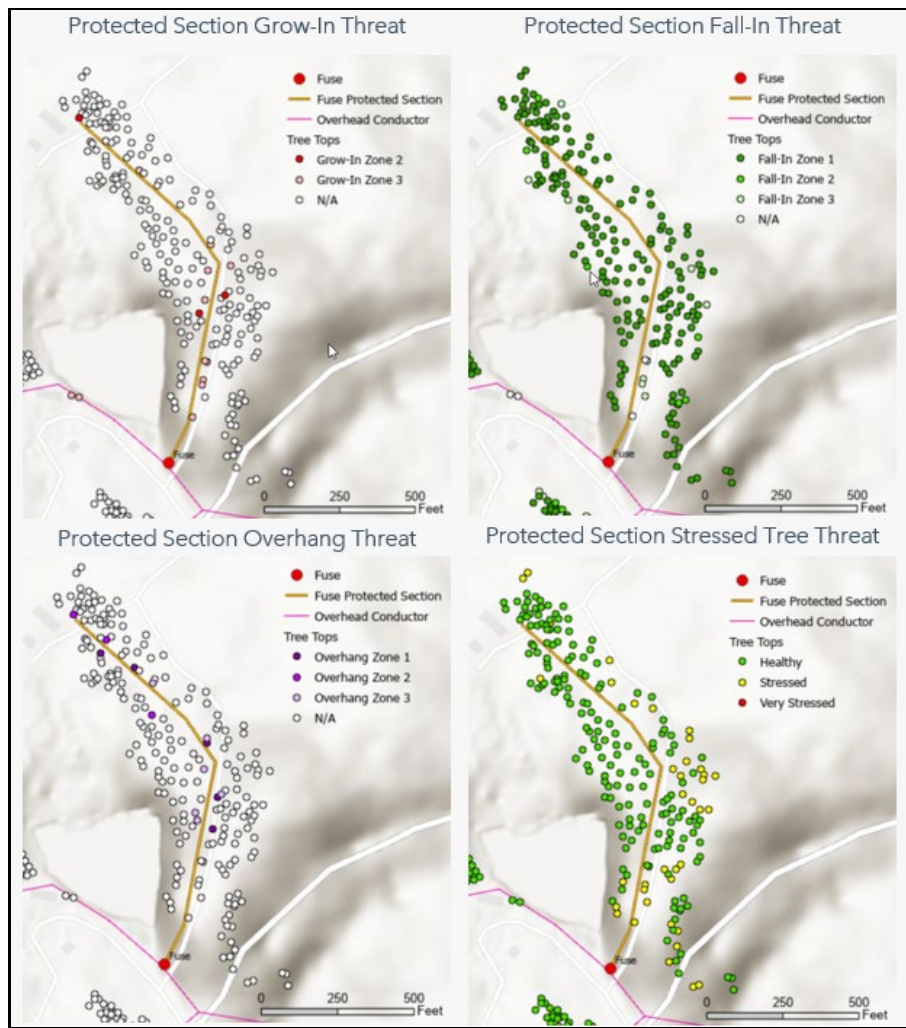 Protected Section Grow-In Threat
Fuse
Fuse Protected Section
Overhead Conductor
Tree Tops
Grow-In Zone 2
Grow-In Zone 3
N/A
Fuse
0 250 500
Feet
Protected Section Fall-In Threat
Fuse
Fuse Protected Section
Overhead Conductor
Tree Tops
Fall-In Zone 1
Fall-In Zone 2
Fall-In Zone 3
N/A
Fuse
0 250 500
Feet
Protected Section Overhang Threat
Fuse
Fuse Protected Section
Overhead Conductor
Tree Tops
Overhang Zone 1
Overhang Zone 2
Overhang Zone 3
N/A
Fuse
0 250 500
Feet
Protected Section Stressed Tree Threat
Fuse
Fuse Protected Section
Overhead Conductor
Tree Tops
Healthy
Stressed
Very Stressed
Fuse
0 250 500
Feet